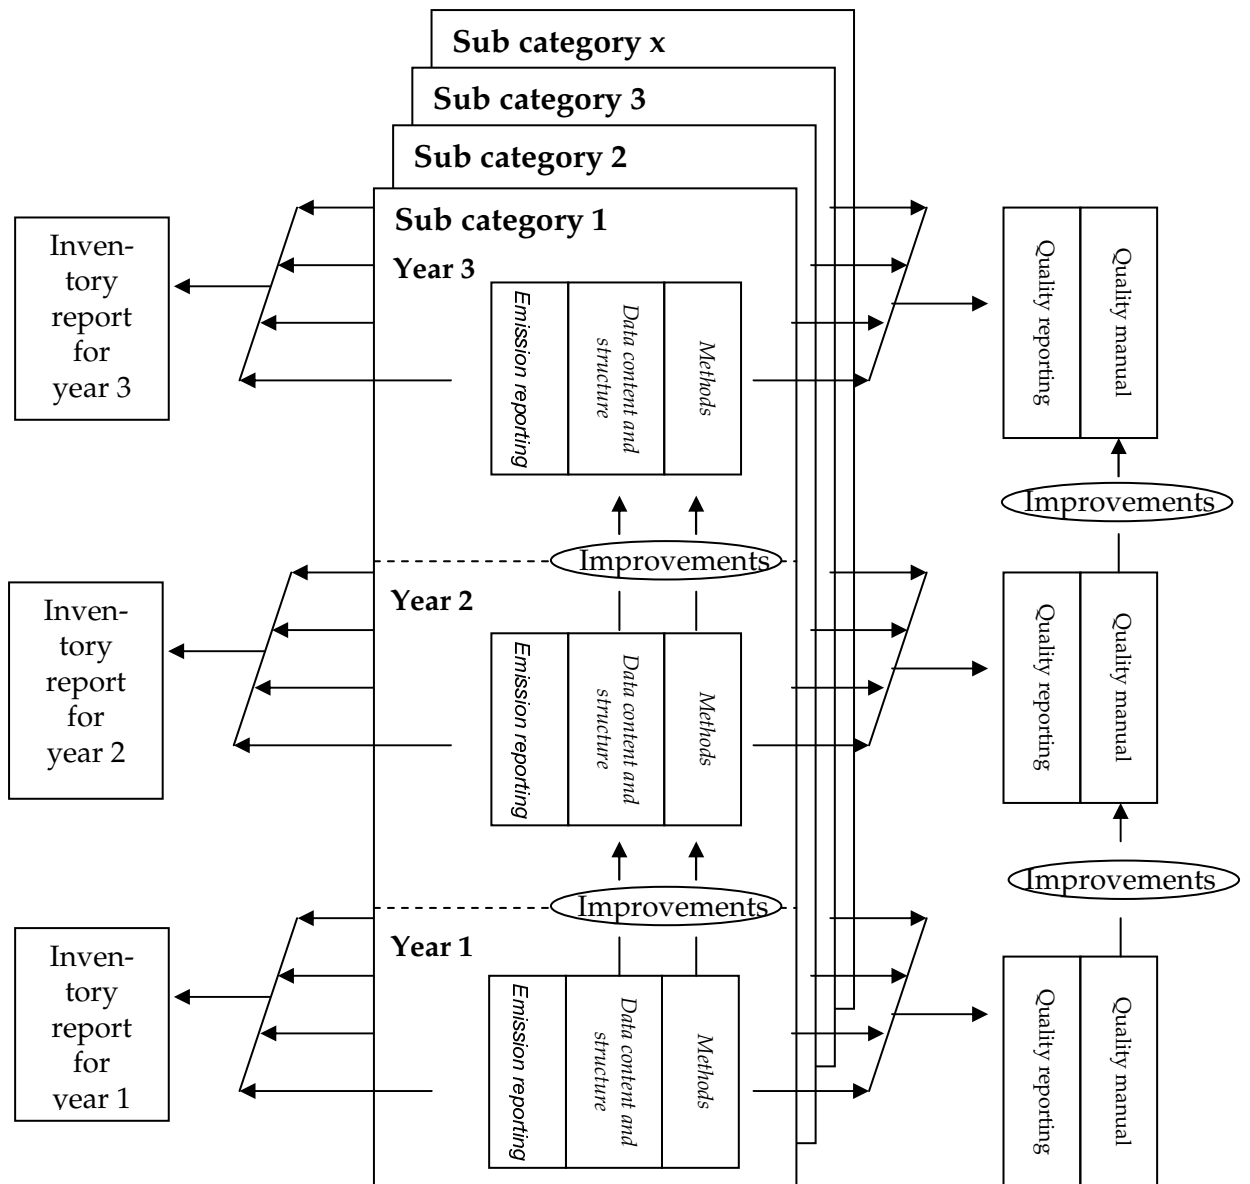 Sub category x
Sub category 3
Sub category 2
Sub category 1
Inven-
tory
report
for
year 3
Year 3
Emission reporting
Data content and
structure
Methods
Quality reporting
Quality manual
Improvements
Improvements
Inven-
tory
report
for
year 2
Year 2
Emission reporting
Data content and
structure
Methods
Quality reporting
Quality manual
Improvements
Improvements
Inven-
tory
report
for
year 1
Year 1
Emission reporting
Data content and
structure
Methods
Quality reporting
Quality manual